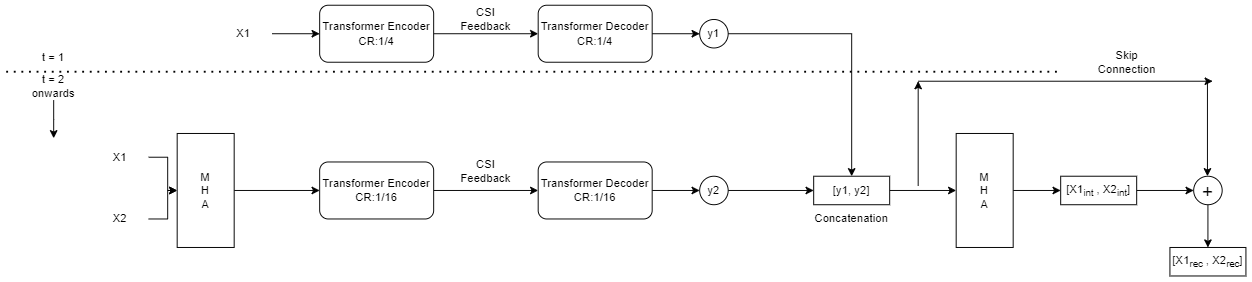 X1
Transformer Encoder
CR:1/4
CSI
Feedback
Transformer Decoder
CR:1/4
y1
t = 1
t = 2
onwards
Skip
Connection
X1
X2
M
H
A
Transformer Encoder
CR:1/16
CSI
Feedback
Transformer Decoder
CR:1/16
y2
[y1, y2]
Concatenation
M
H
A
[X1int , X2int]
+
[X1rec , X2rec]